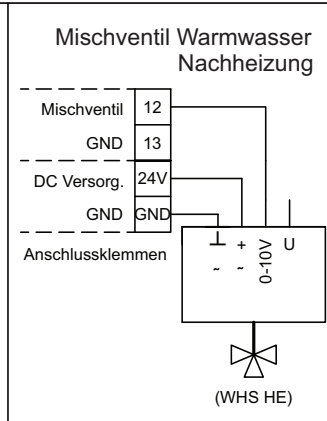 Mischventil Warmwasser
Nachheizung
Mischventil 12
GND 13
DC Versorg. 24V
GND GND
Anschlussklemmen
⊥ + 0-10V U
~ ~
(WHS HE)